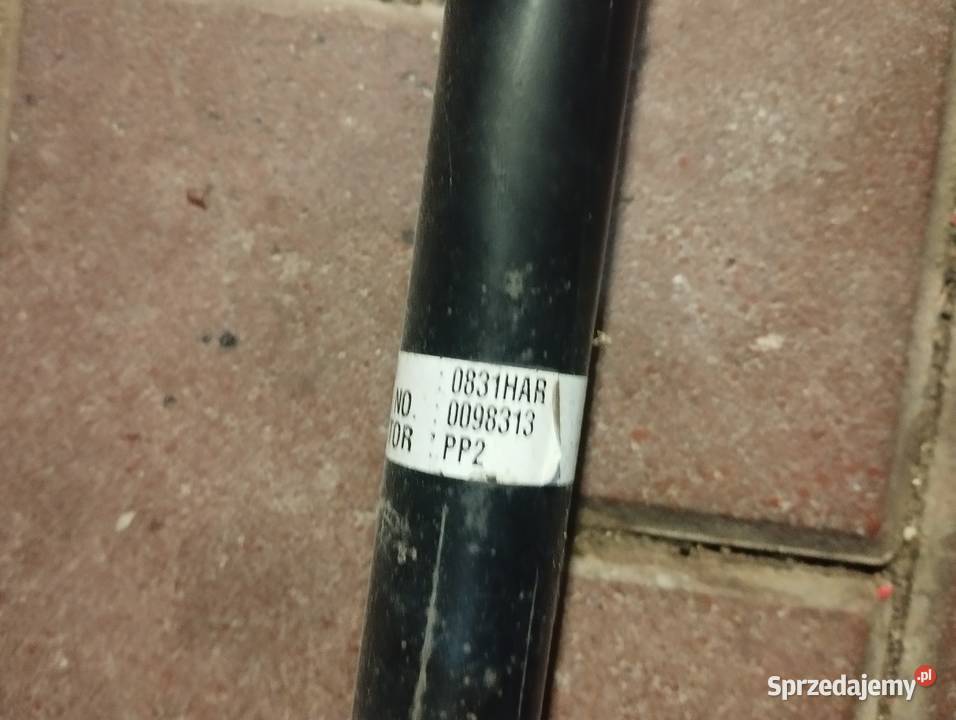 : 0831HAR
NO. : 0098313
TOR : PP2
Sprzedajemy.pl